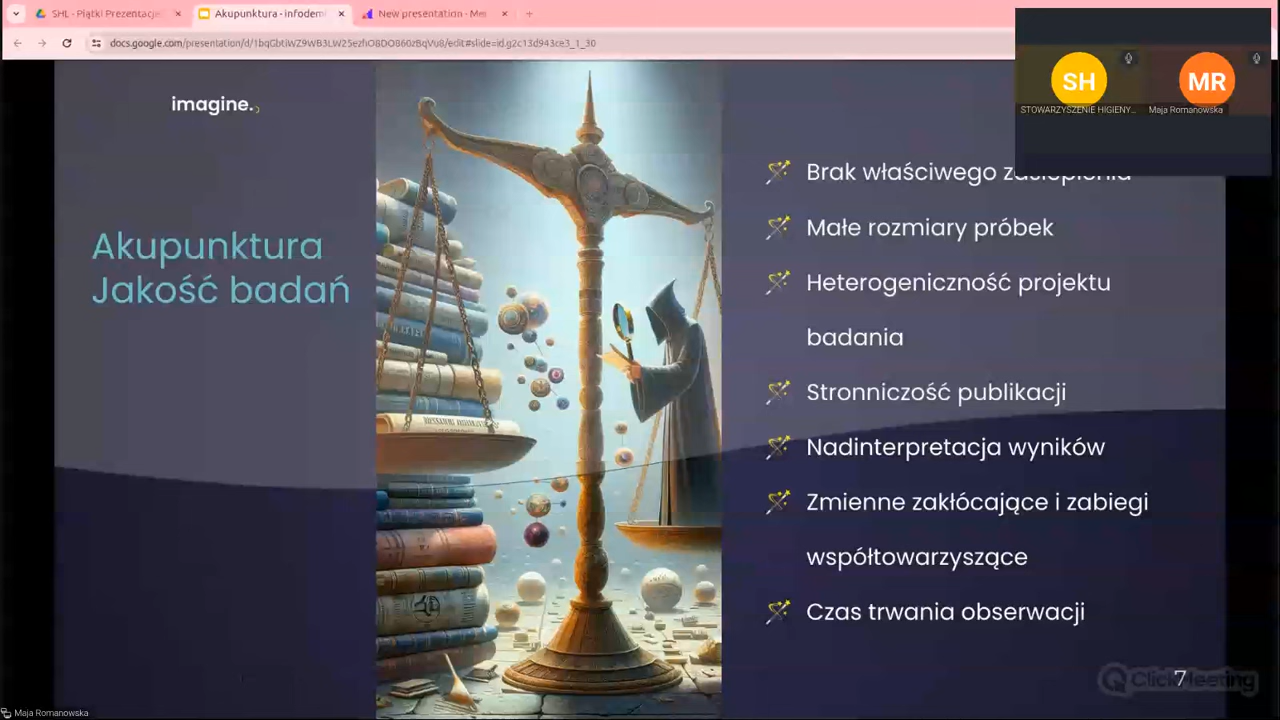 SHL - Piątki Prezentacje
Akupunktura - infodemi
New presentation - Men
docs.google.com/presentation/d/1bqGbtiWZ9WB3LW25ezhO8DO860zBqVu8/edit#slide=id.g2c13d943ce3_1_30
SH
MR
STOWARZYSZENIE HIGIENY...
Maja Romanowska
imagine.
Akupunktura
Jakość badań
Brak właściwego zaślepienia
Małe rozmiary próbek
Heterogeniczność projektu
badania
Stronniczość publikacji
Nadinterpretacja wyników
Zmienne zakłócające i zabiegi
współtowarzyszące
Czas trwania obserwacji
ClickMeeting
7
Maja Romanowska